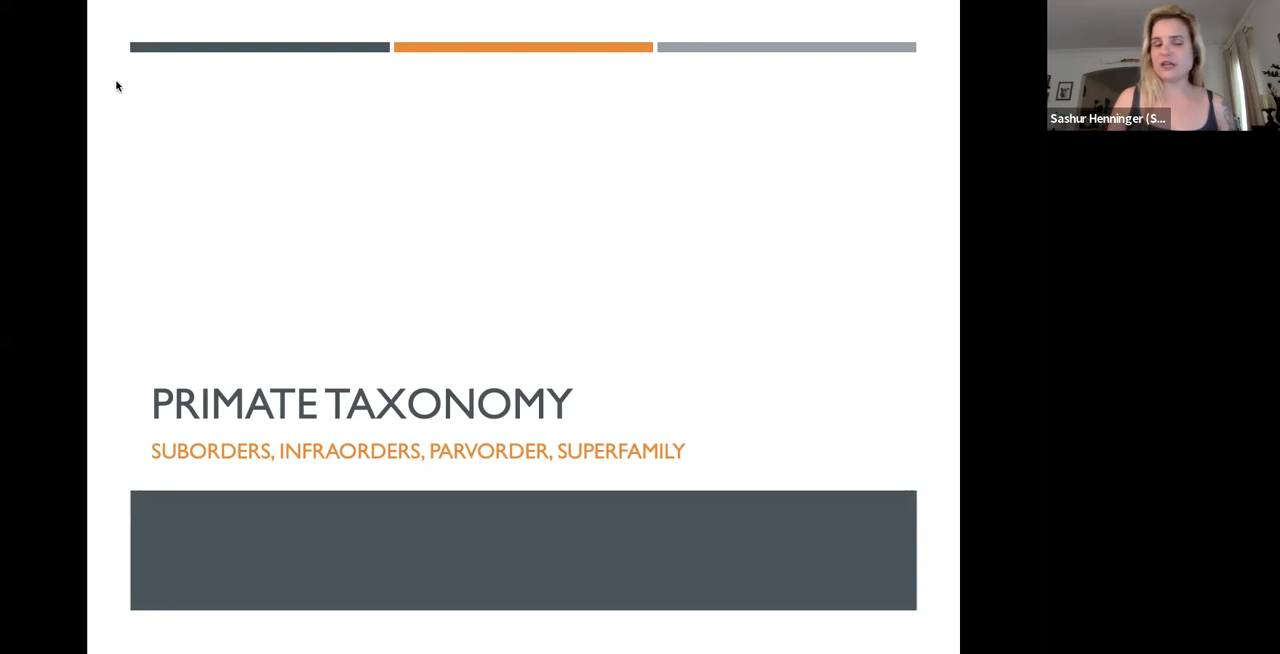 PRIMATE TAXONOMY
SUBORDERS, INFRAORDERS, PARVORDER, SUPERFAMILY
Sashur Henninger (S...